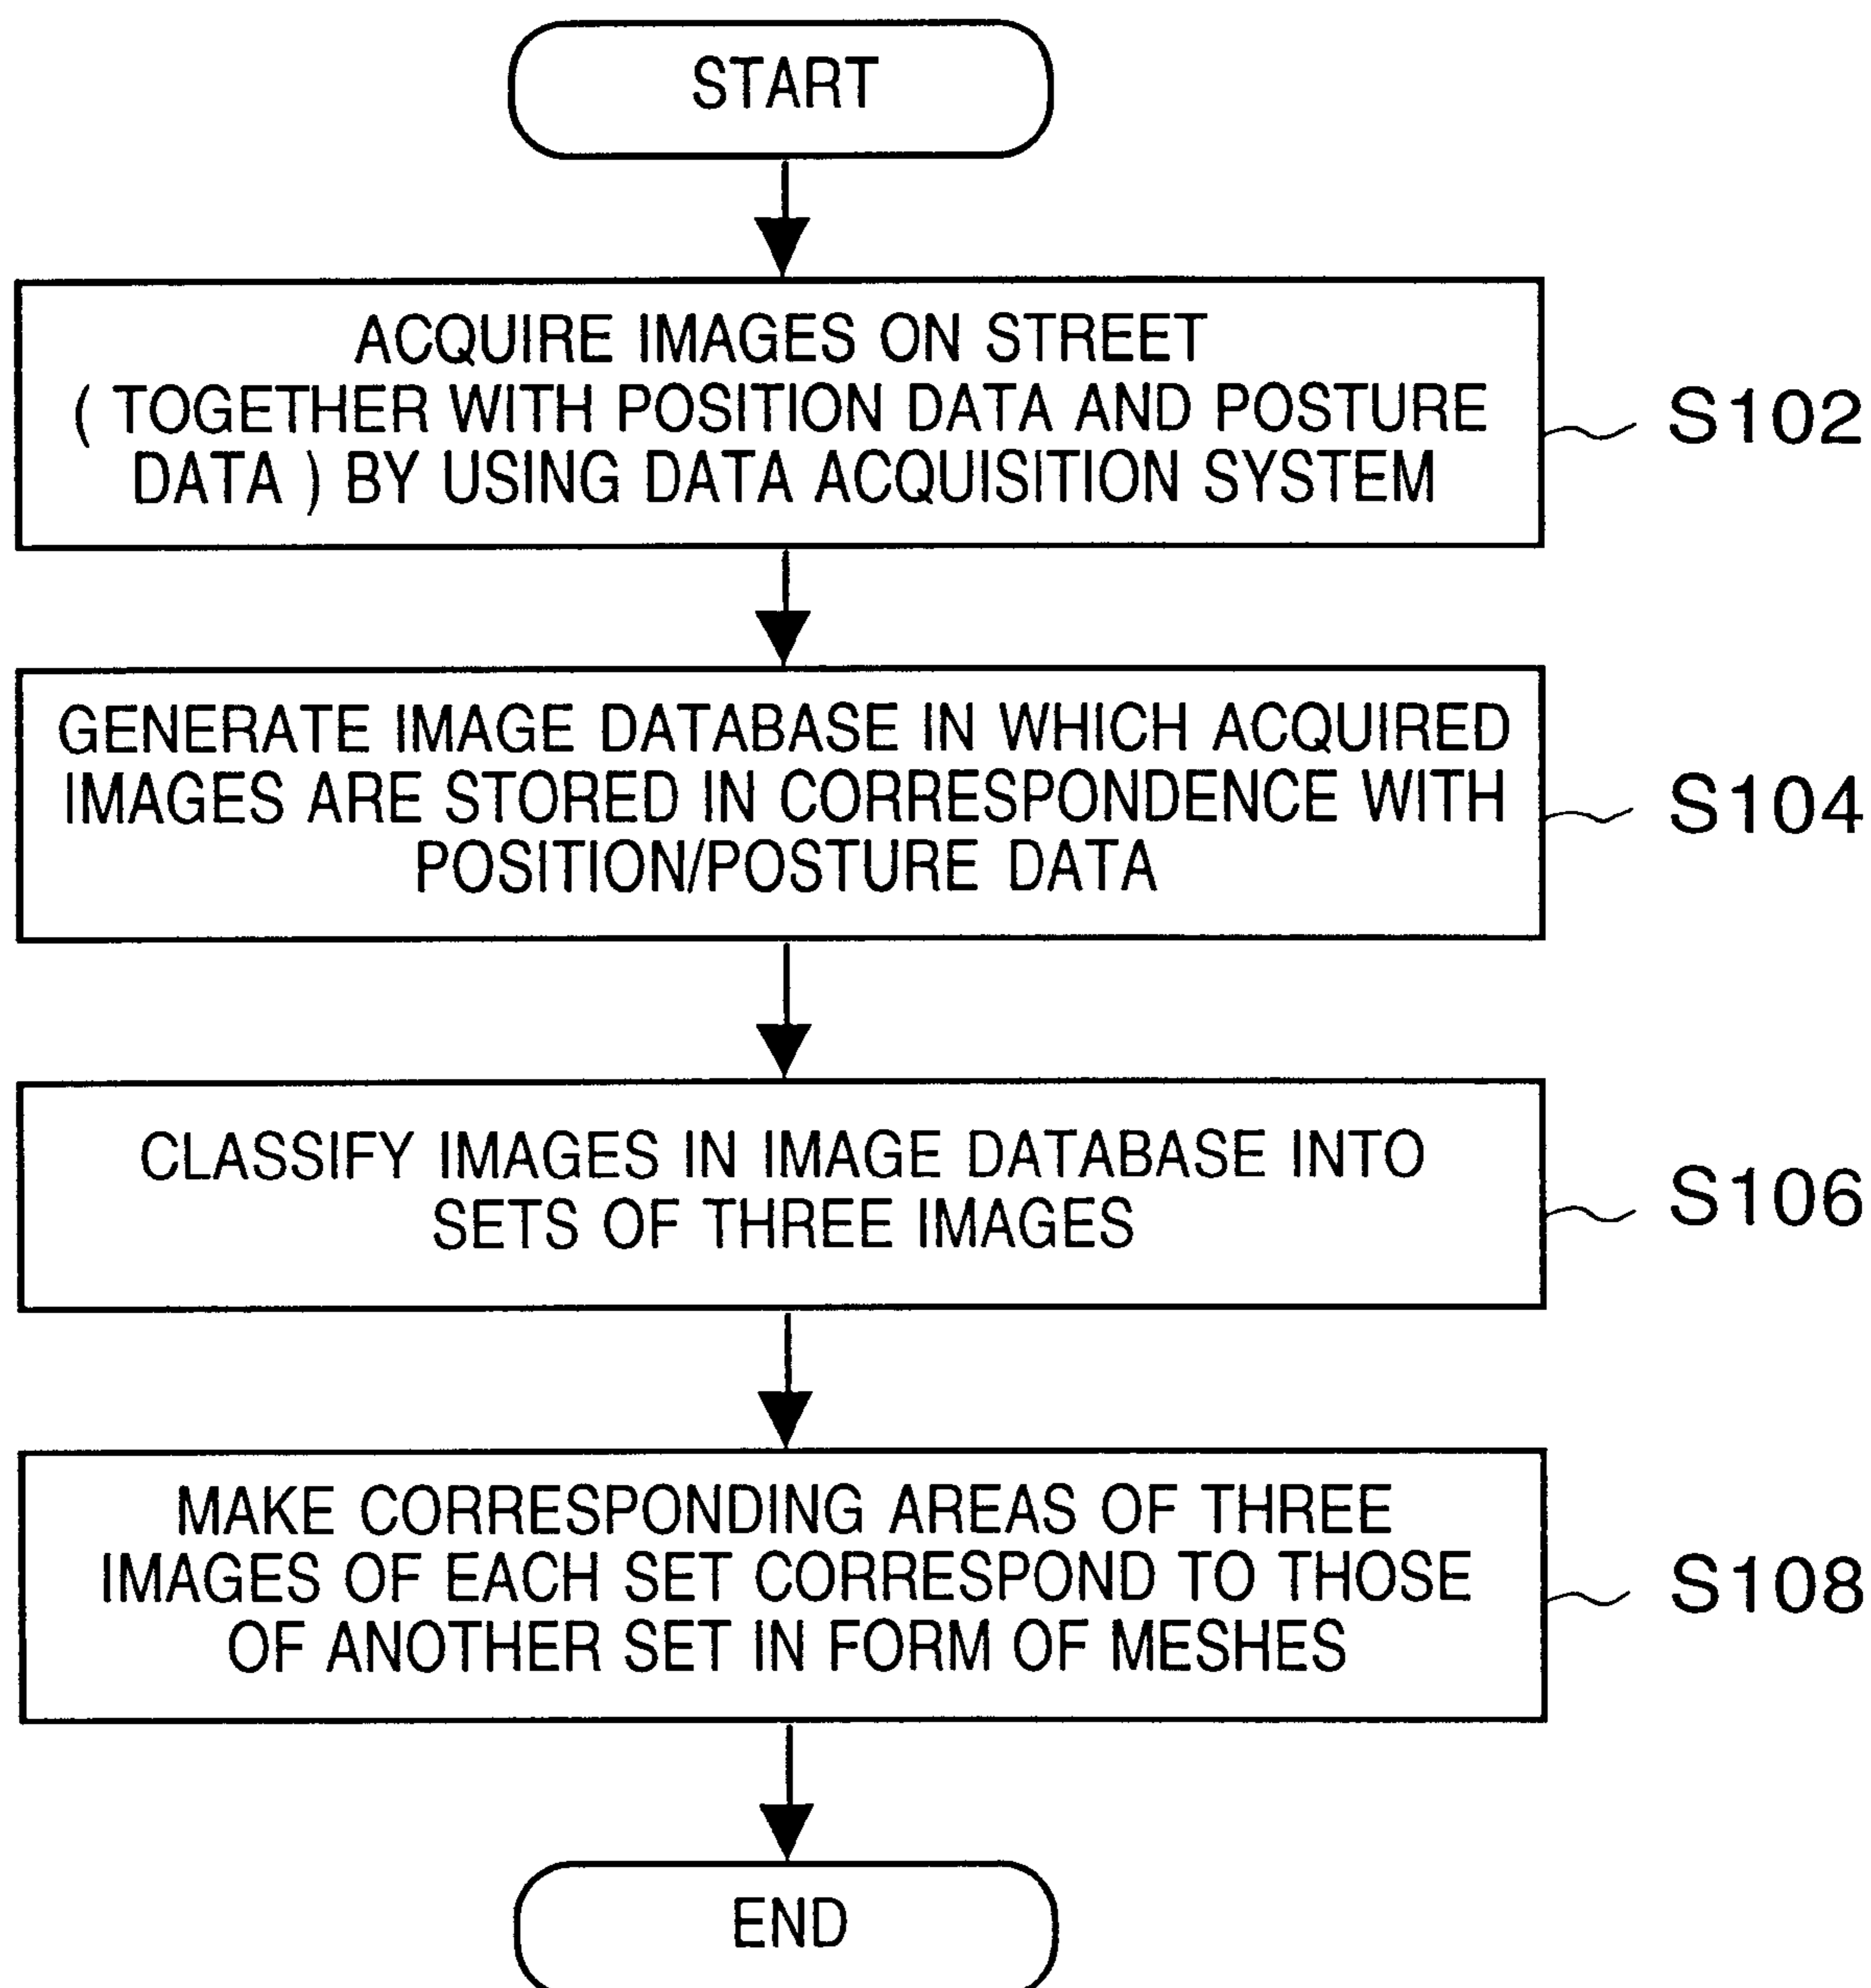 START
ACQUIRE IMAGES ON STREET
( TOGETHER WITH POSITION DATA AND POSTURE
DATA ) BY USING DATA ACQUISITION SYSTEM
S102
GENERATE IMAGE DATABASE IN WHICH ACQUIRED
IMAGES ARE STORED IN CORRESPONDENCE WITH
POSITION/POSTURE DATA
S104
CLASSIFY IMAGES IN IMAGE DATABASE INTO
SETS OF THREE IMAGES
S106
MAKE CORRESPONDING AREAS OF THREE
IMAGES OF EACH SET CORRESPOND TO THOSE
OF ANOTHER SET IN FORM OF MESHES
S108
END